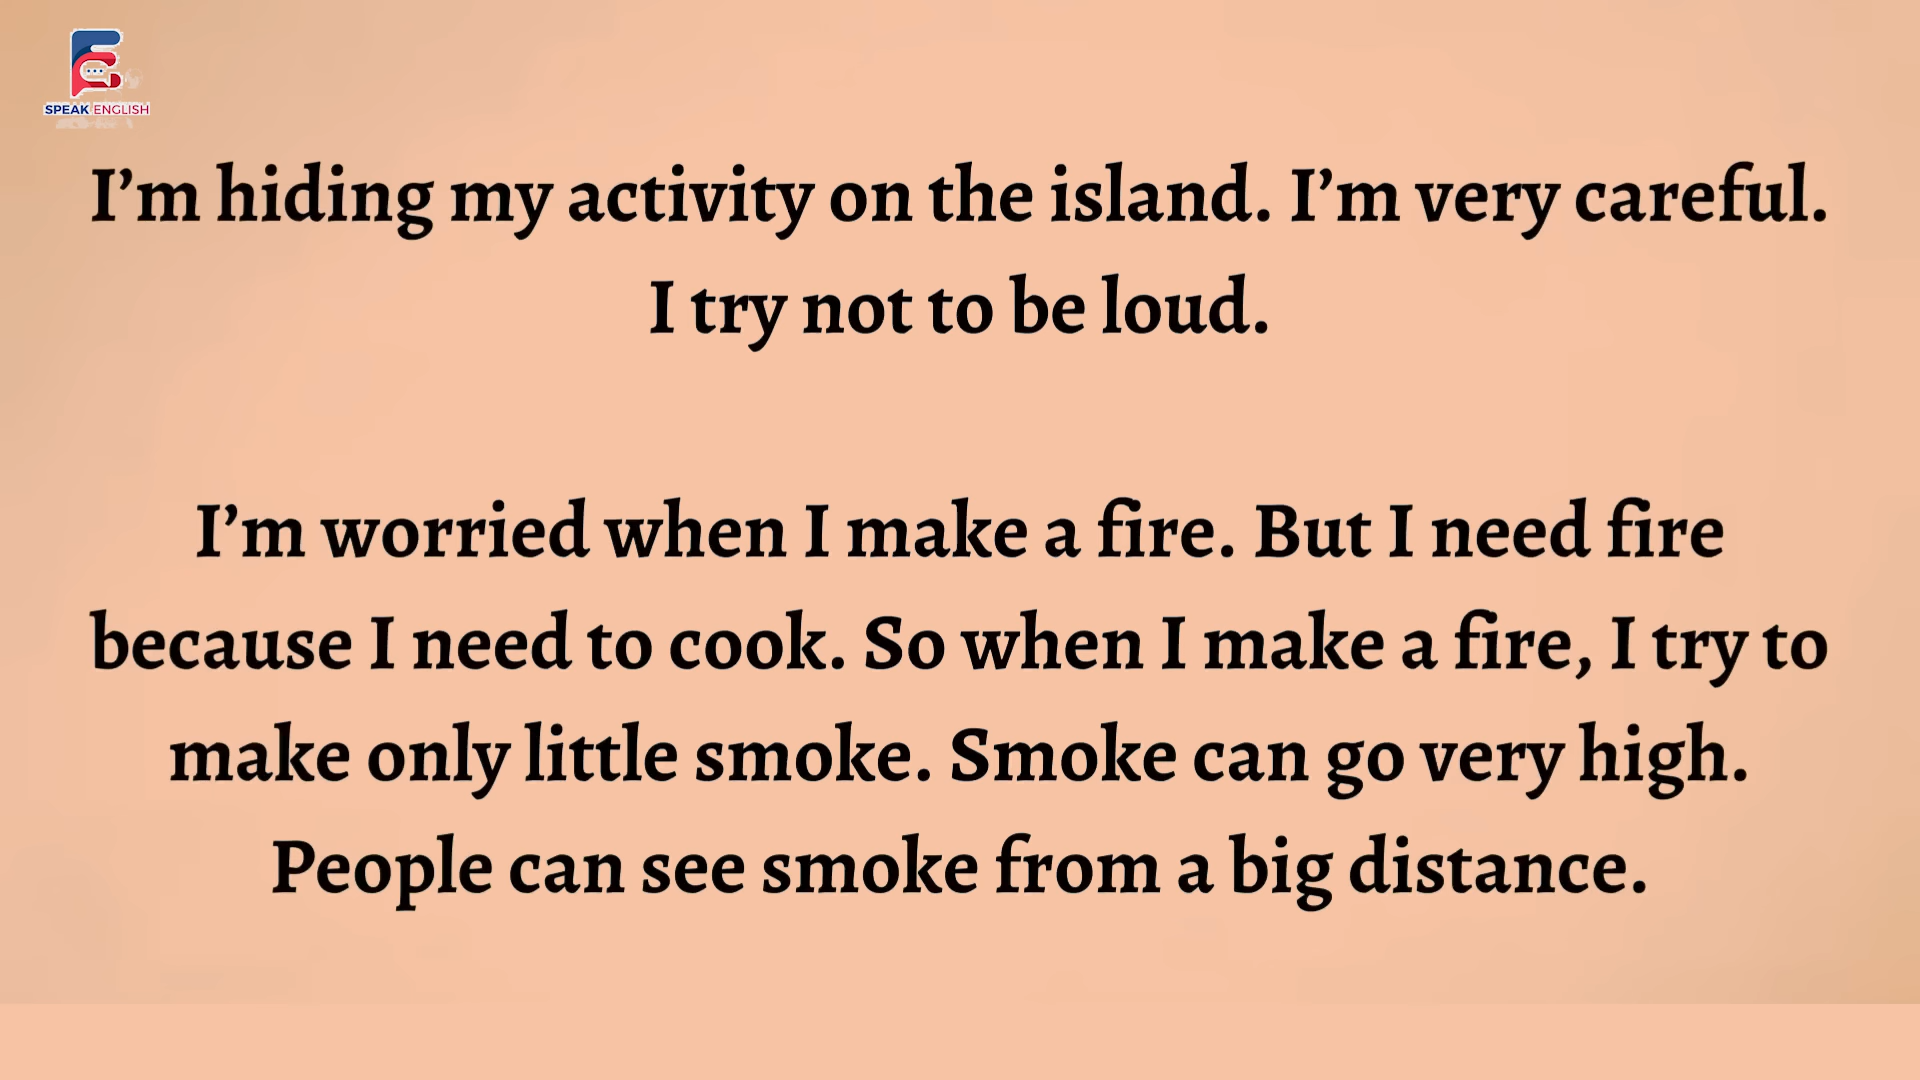 SPEAK ENGLISH
I’m hiding my activity on the island. I’m very careful.
I try not to be loud.
I’m worried when I make a fire. But I need fire
because I need to cook. So when I make a fire, I try to
make only little smoke. Smoke can go very high.
People can see smoke from a big distance.